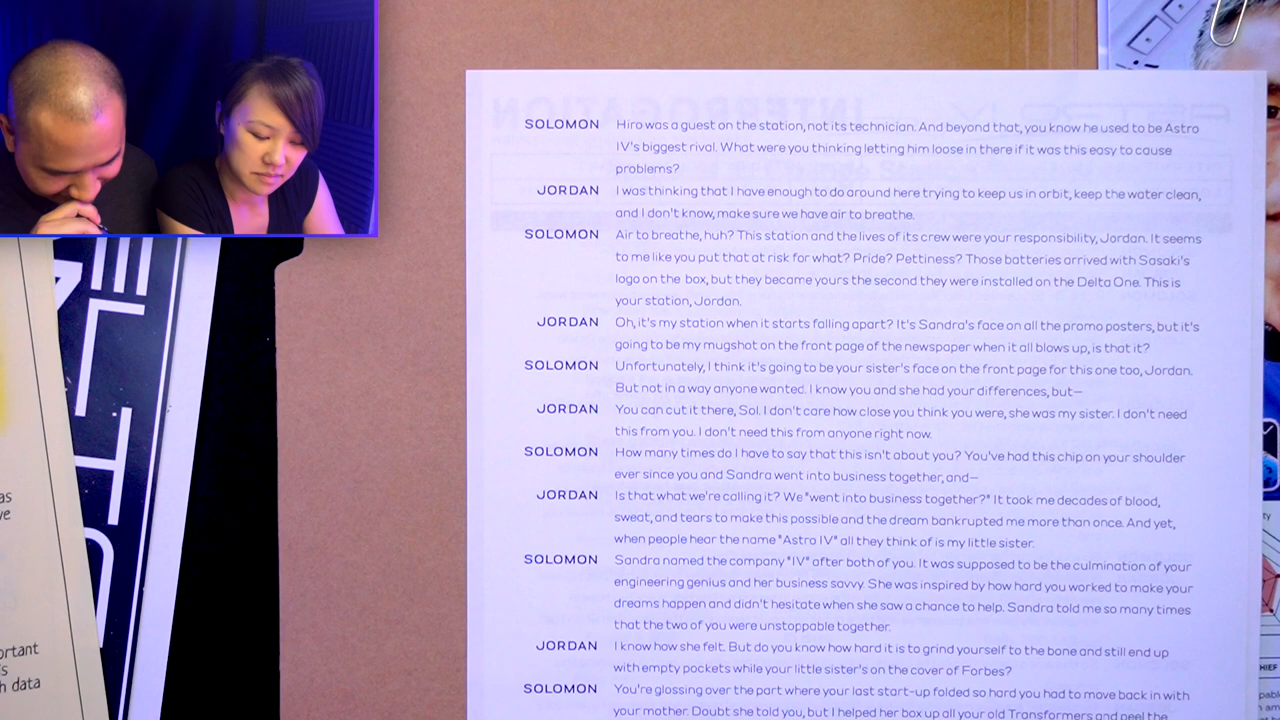 SOLOMON Hiro was a guest on the station, not its technician. And beyond that, you know he used to be Astro
IV's biggest rival. What were you thinking letting him loose in there if it was this easy to cause
problems?
JORDAN I was thinking that I have enough to do around here trying to keep us in orbit, keep the water clean,
and I don't know, make sure we have air to breathe.
SOLOMON Air to breathe, huh? This station and the lives of its crew were your responsibility, Jordan. It seems
to me like you put that at risk for what? Pride? Pettiness? Those batteries arrived with Sasaki's
logo on the box, but they became yours the second they were installed on the Delta One. This is
your station, Jordan.
JORDAN Oh, it's my station when it starts falling apart? It's Sandra's face on all the promo posters, but it's
going to be my mugshot on the front page of the newspaper when it all blows up, is that it?
SOLOMON Unfortunately, I think it's going to be your sister's face on the front page for this one too, Jordan.
But not in a way anyone wanted. I know you and she had your differences, but—
JORDAN You can cut it there, Sol. I don't care how close you think you were, she was my sister. I don't need
this from you. I don't need this from anyone right now.
SOLOMON How many times do I have to say that this isn't about you? You've had this chip on your shoulder
ever since you and Sandra went into business together, and—
JORDAN Is that what we're calling it? We "went into business together?" It took me decades of blood,
sweat, and tears to make this possible and the dream bankrupted me more than once. And yet,
when people hear the name "Astro IV" all they think of is my little sister.
SOLOMON Sandra named the company "IV" after both of you. It was supposed to be the culmination of your
engineering genius and her business savvy. She was inspired by how hard you worked to make your
dreams happen and didn't hesitate when she saw a chance to help. Sandra told me so many times
that the two of you were unstoppable together.
JORDAN I know how she felt. But do you know how hard it is to grind yourself to the bone and still end up
with empty pockets while your little sister's on the cover of Forbes?
SOLOMON You're glossing over the part where your last start-up folded so hard you had to move back in with
your mother. Doubt she told you, but I helped her box up all your old Transformers and peel the
as
h data